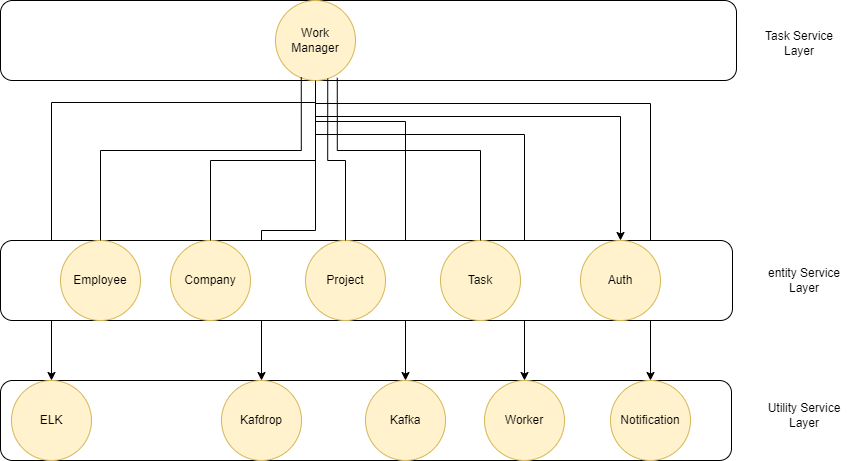 Work
Manager
Task Service
Layer
Employee
Company
Project
Task
Auth
entity Service
Layer
ELK
Kafdrop
Kafka
Worker
Notification
Utility Service
Layer